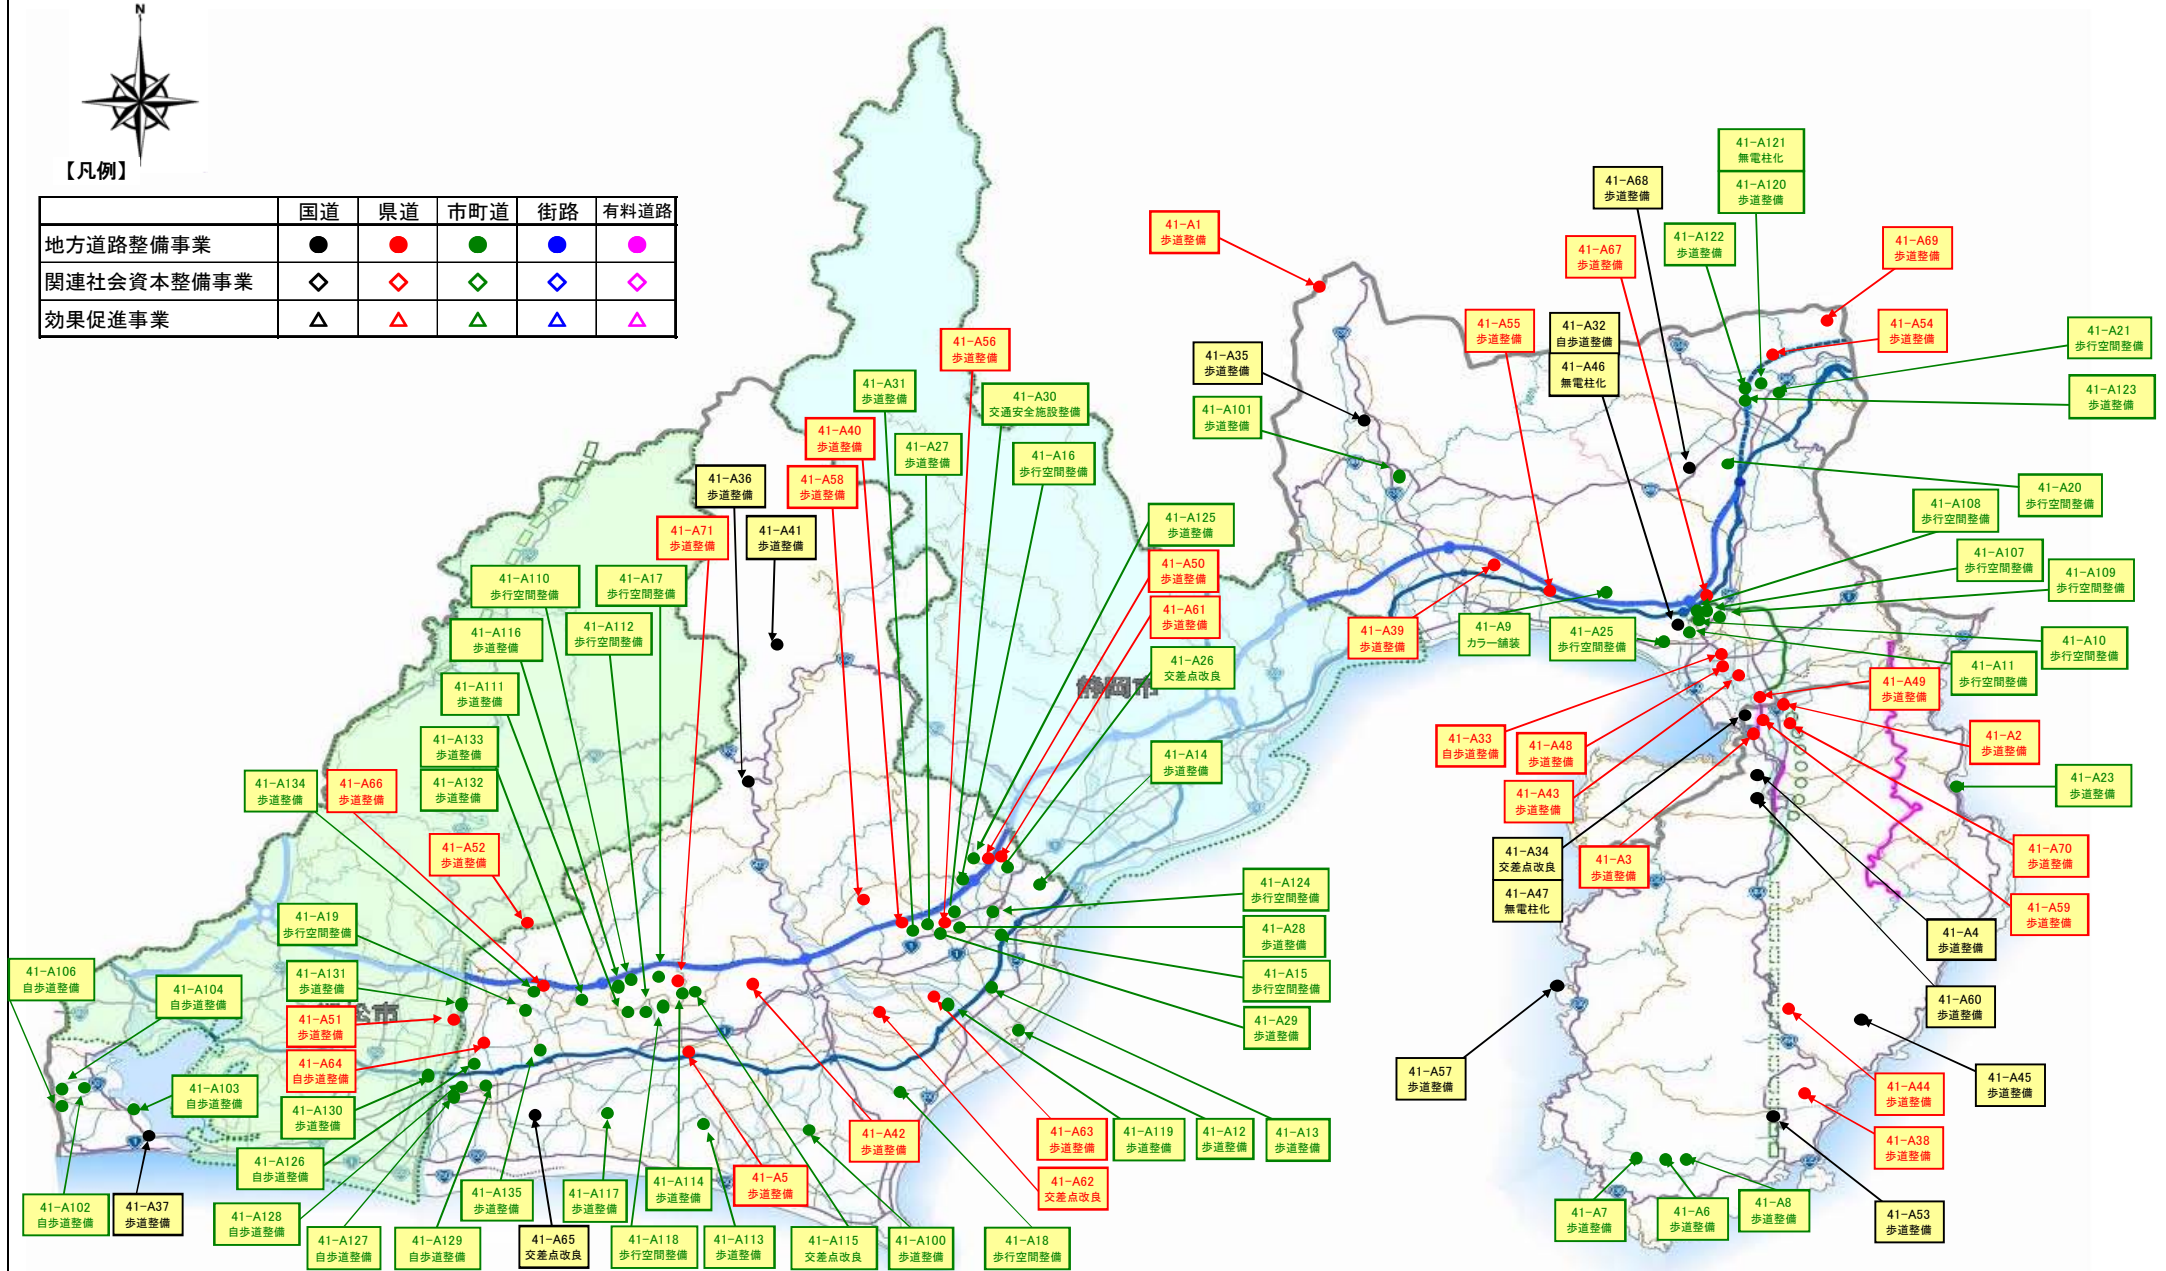 N
【凡例】
国道 県道 市町道 街路 有料道路
地方道路整備事業
関連社会資本整備事業
効果促進事業
41-A121
無電柱化
41-A120
歩道整備
41-A68
歩道整備
41-A1
歩道整備
41-A67
歩道整備
41-A122
歩道整備
41-A69
歩道整備
41-A55
歩道整備
41-A32
自歩道整備
41-A46
無電柱化
41-A54
歩道整備
41-A21
歩行空間整備
41-A123
歩道整備
41-A35
歩道整備
41-A101
歩道整備
41-A56
歩道整備
41-A31
歩道整備
41-A30
交通安全施設整備
41-A40
歩道整備
41-A27
歩道整備
41-A16
歩行空間整備
41-A36
歩道整備
41-A58
歩道整備
41-A41
歩道整備
41-A71
歩道整備
41-A125
歩道整備
41-A50
歩道整備
41-A61
歩道整備
41-A26
交差点改良
41-A14
歩道整備
静岡市
41-A20
歩行空間整備
41-A108
歩行空間整備
41-A107
歩行空間整備
41-A109
歩行空間整備
41-A10
歩行空間整備
41-A11
歩行空間整備
41-A39
歩道整備
41-A9
カラー舗装
41-A25
歩行空間整備
41-A49
歩道整備
41-A2
歩道整備
41-A23
歩道整備
41-A33
自歩道整備
41-A48
歩道整備
41-A43
歩道整備
41-A34
交差点改良
41-A47
無電柱化
41-A3
歩道整備
41-A70
歩道整備
41-A59
歩道整備
41-A4
歩道整備
41-A60
歩道整備
41-A110
歩行空間整備
41-A17
歩行空間整備
41-A116
歩道整備
41-A112
歩行空間整備
41-A111
歩道整備
41-A133
歩道整備
41-A132
歩道整備
41-A134
歩道整備
41-A66
歩道整備
41-A52
歩道整備
41-A19
歩行空間整備
41-A106
自歩道整備
41-A104
自歩道整備
41-A131
歩道整備
41-A51
歩道整備
41-A64
自歩道整備
41-A103
自歩道整備
41-A130
歩道整備
41-A126
自歩道整備
41-A102
自歩道整備
41-A37
歩道整備
41-A128
自歩道整備
41-A127
自歩道整備
41-A129
自歩道整備
41-A135
歩道整備
41-A65
交差点改良
41-A117
歩道整備
41-A118
歩行空間整備
41-A114
歩道整備
41-A113
歩道整備
41-A5
歩道整備
41-A115
交差点改良
41-A42
歩道整備
41-A100
歩道整備
41-A18
歩行空間整備
41-A63
歩道整備
41-A62
交差点改良
41-A119
歩道整備
41-A12
歩道整備
41-A13
歩道整備
41-A124
歩行空間整備
41-A28
歩道整備
41-A15
歩行空間整備
41-A29
歩道整備
41-A57
歩道整備
41-A44
歩道整備
41-A45
歩道整備
41-A38
歩道整備
41-A7
歩道整備
41-A6
歩道整備
41-A8
歩道整備
41-A53
歩道整備